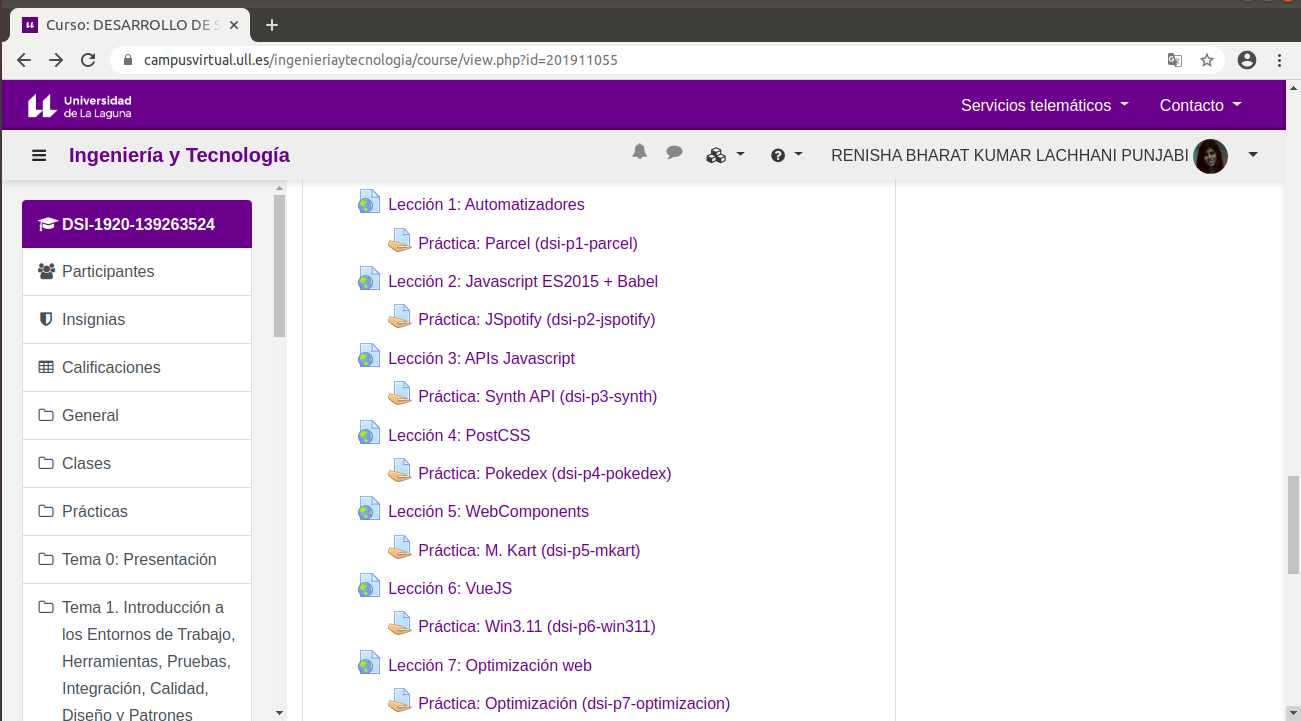 Curso: DESARROLLO DE S
campusvirtual.ull.es/ingenieriaytecnologia/course/view.php?id=201911055
Universidad
de La Laguna
Servicios telemáticos
Contacto
Ingeniería y Tecnología
RENISHA BHARAT KUMAR LACHHANI PUNJABI
DSI-1920-139263524
Participantes
Insignias
Calificaciones
General
Clases
Prácticas
Tema 0: Presentación
Tema 1. Introducción a
los Entornos de Trabajo,
Herramientas, Pruebas,
Integración, Calidad,
Diseño y Patrones
Lección 1: Automatizadores
Práctica: Parcel (dsi-p1-parcel)
Lección 2: Javascript ES2015 + Babel
Práctica: JSpotify (dsi-p2-jspotify)
Lección 3: APIs Javascript
Práctica: Synth API (dsi-p3-synth)
Lección 4: PostCSS
Práctica: Pokedex (dsi-p4-pokedex)
Lección 5: WebComponents
Práctica: M. Kart (dsi-p5-mkart)
Lección 6: VueJS
Práctica: Win3.11 (dsi-p6-win311)
Lección 7: Optimización web
Práctica: Optimización (dsi-p7-optimizacion)